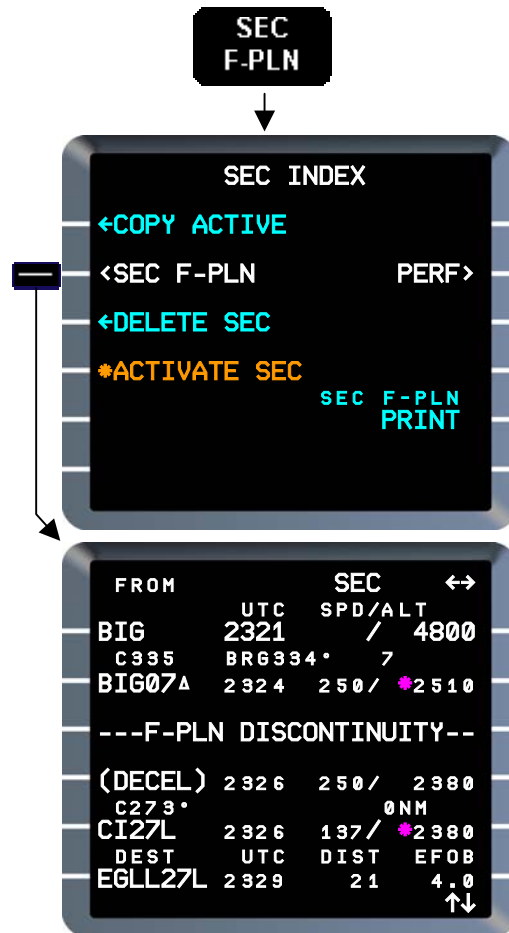 SEC
F-PLN
SEC INDEX
←COPY ACTIVE
<SEC F-PLN PERF>
←DELETE SEC
*ACTIVATE SEC
SEC F-PLN
PRINT
FROM SEC ←→
UTC SPD/ALT
BIG 2321 / 4800
C335 BRG334° 7
BIG07Δ 2324 250/ *2510
---F-PLN DISCONTINUITY--
(DECEL) 2326 250/ 2380
C273° 0NM
CI27L 2326 137/ *2380
DEST UTC DIST EFOB
EGLL27L 2329 21 4.0
↑↓